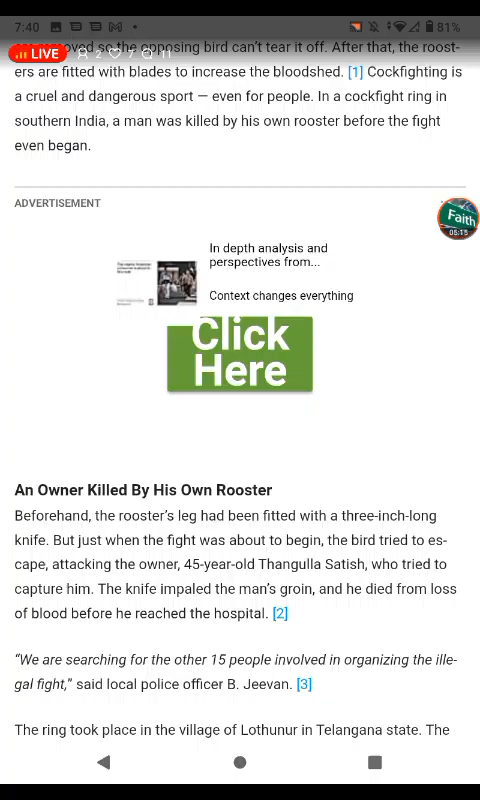 7:40
81%
are removed so the opposing bird can't tear it off. After that, the roost-
LIVE 2 7 11
ers are fitted with blades to increase the bloodshed. [1] Cockfighting is
a cruel and dangerous sport — even for people. In a cockfight ring in
southern India, a man was killed by his own rooster before the fight
even began.
ADVERTISEMENT
Faith
05:15
In depth analysis and
perspectives from...
Context changes everything
Click
Here
An Owner Killed By His Own Rooster
Beforehand, the rooster's leg had been fitted with a three-inch-long
knife. But just when the fight was about to begin, the bird tried to es-
cape, attacking the owner, 45-year-old Thangulla Satish, who tried to
capture him. The knife impaled the man's groin, and he died from loss
of blood before he reached the hospital. [2]
“We are searching for the other 15 people involved in organizing the ille-
gal fight,” said local police officer B. Jeevan. [3]
The ring took place in the village of Lothunur in Telangana state. The